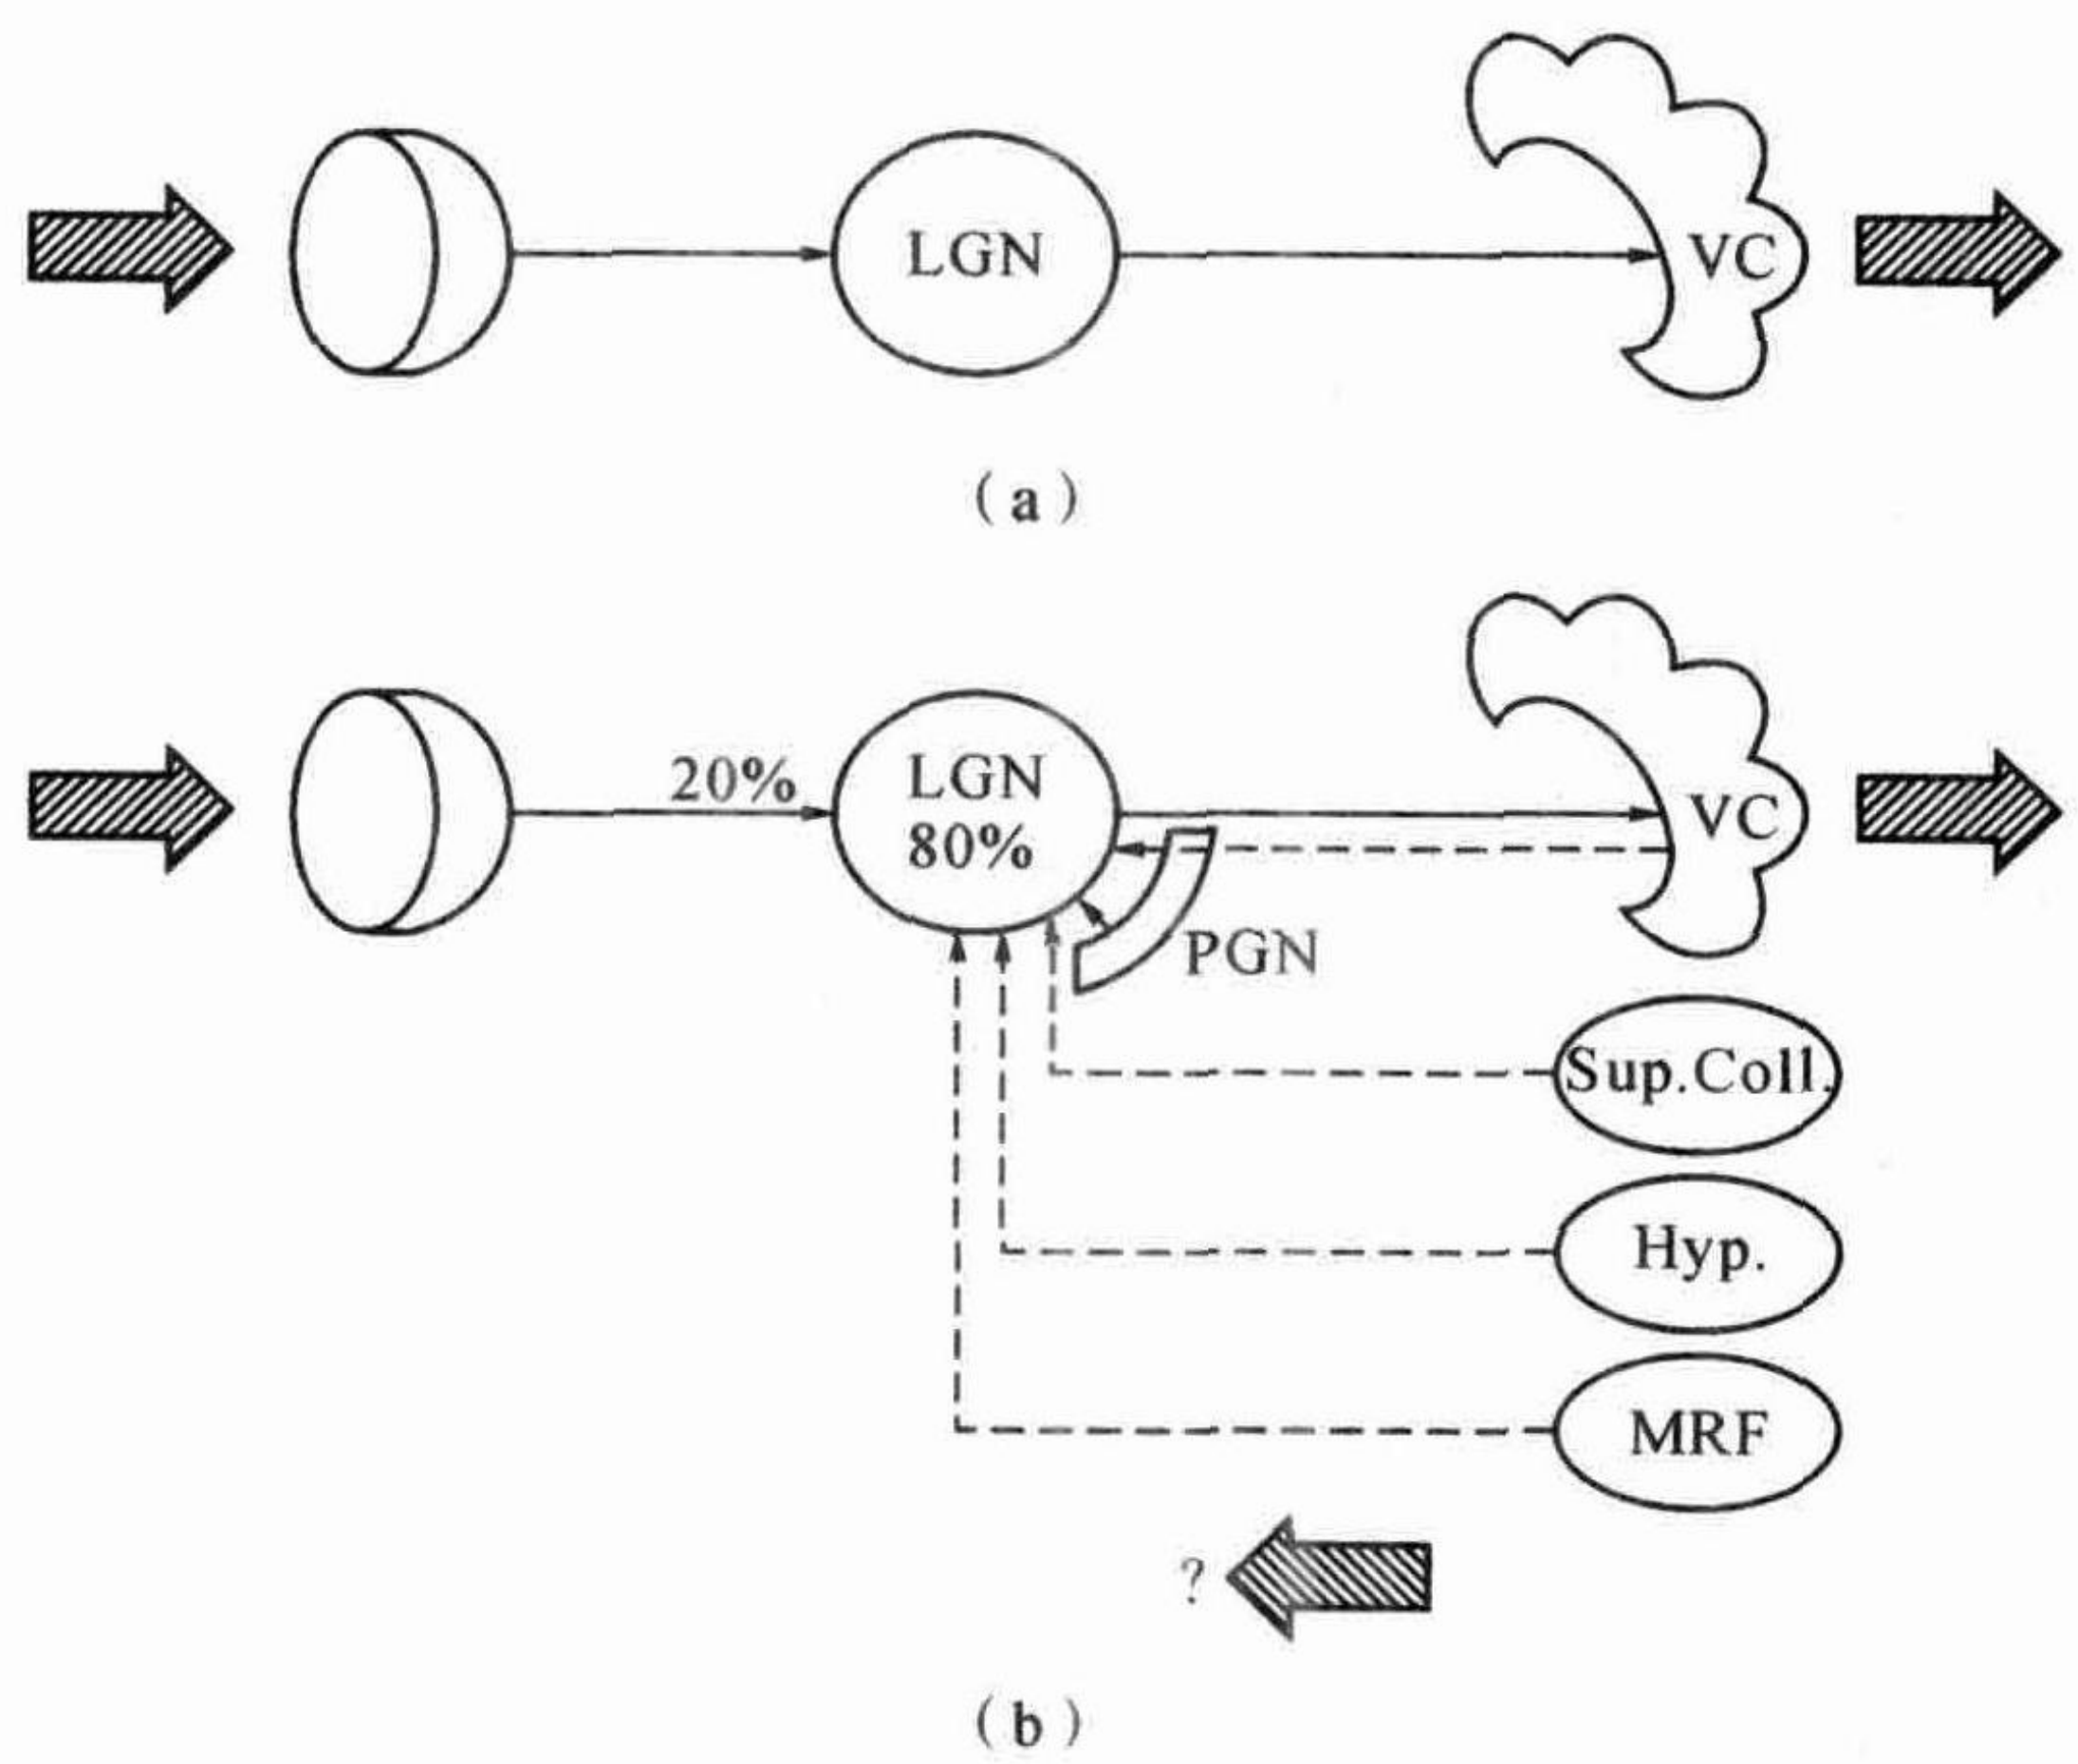 LGN
VC
(a)
20%
LGN
80%
VC
PGN
Sup.Coll.
Hyp.
MRF
?
(b)